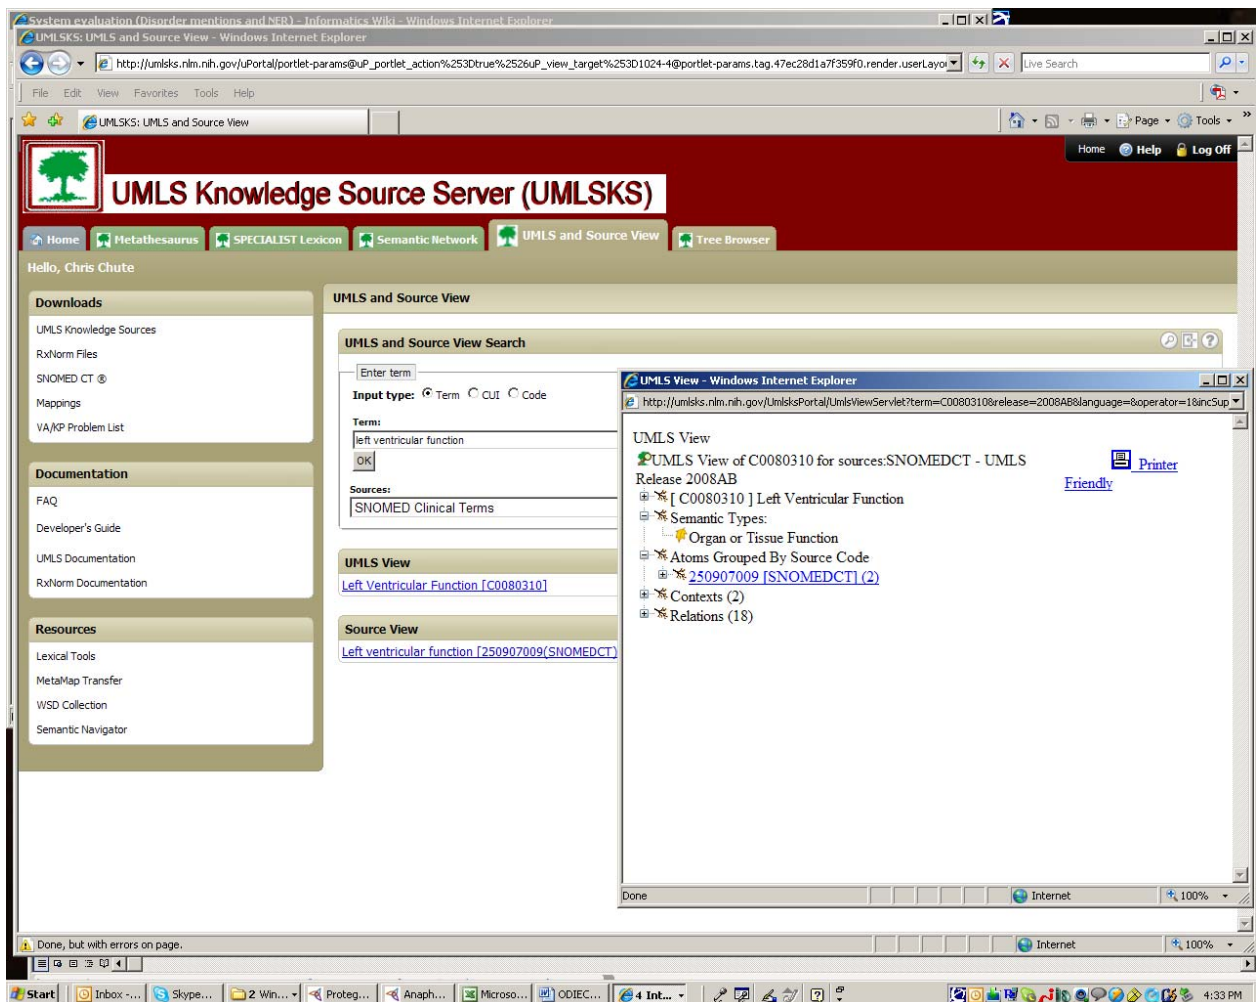 System evaluation (Disorder mentions and NER) - Informatics Wiki - Windows Internet Explorer
UMLSKS: UMLS and Source View - Windows Internet Explorer
http://umlsks.nlm.nih.gov/uPortal/portlet-params@uP_portlet_action%253Dtrue%2526uP_view_target%253D1024-4@portlet-params.tag.47ec28d1a7f359f0.render.userLayou
Live Search
File Edit View Favorites Tools Help
UMLSKS: UMLS and Source View
Page Tools »
Home Help Log Off
UMLS Knowledge Source Server (UMLSKS)
Home Metathesaurus SPECIALIST Lexicon Semantic Network UMLS and Source View Tree Browser
Hello, Chris Chute
Downloads
UMLS Knowledge Sources
RxNorm Files
SNOMED CT ®
Mappings
VA/KP Problem List
Documentation
FAQ
Developer's Guide
UMLS Documentation
RxNorm Documentation
Resources
Lexical Tools
MetaMap Transfer
WSD Collection
Semantic Navigator
UMLS and Source View
UMLS and Source View Search
Enter term
Input type: Term CUI Code
Term:
left ventricular function
OK
Sources:
SNOMED Clinical Terms
UMLS View
Left Ventricular Function [C0080310]
Source View
Left ventricular function [250907009(SNOMEDCT)
UMLS View - Windows Internet Explorer
http://umlsks.nlm.nih.gov/UmlsksPortal/UmlsViewServlet?term=C0080310&release=2008AB&language=&operator=1&incSup
UMLS View
UMLS View of C0080310 for sources:SNOMEDCT - UMLS
Release 2008AB
Printer
Friendly
[ C0080310 ] Left Ventricular Function
Semantic Types:
Organ or Tissue Function
Atoms Grouped By Source Code
250907009 [SNOMEDCT] (2)
Contexts (2)
Relations (18)
Done
Internet
100%
Done, but with errors on page.
Internet
100%
Start Inbox -... Skype... 2 Win... Proteg... Anaph... Microso... ODIEC... 4 Int... 4:33 PM